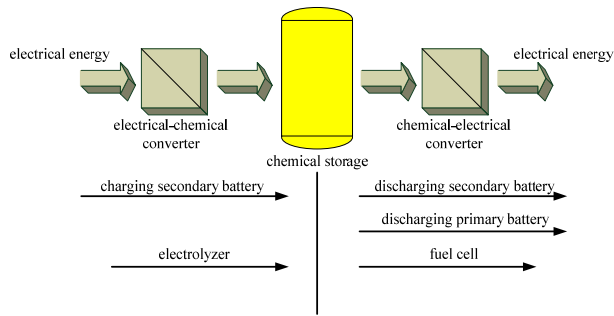 electrical energy
electrical energy
electrical-chemical
converter
chemical-electrical
converter
chemical storage
charging secondary battery
discharging secondary battery
discharging primary battery
electrolyzer
fuel cell